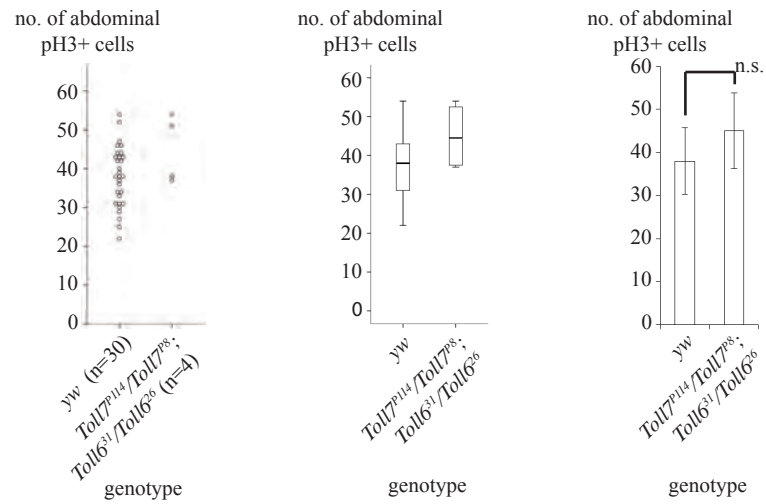 no. of abdominal
pH3+ cells
60
50
40
30
20
10
0
yw (n=30)
Toll7P114/Toll7P8;
Toll631/Toll626 (n=4)
genotype
no. of abdominal
pH3+ cells
60
50
40
30
20
10
0
yw
Toll7P114/Toll7P8;
Toll631/Toll626
genotype
no. of abdominal
pH3+ cells
60
50
40
30
20
10
0
n.s.
yw
Toll7P114/Toll7P8;
Toll631/Toll626
genotype